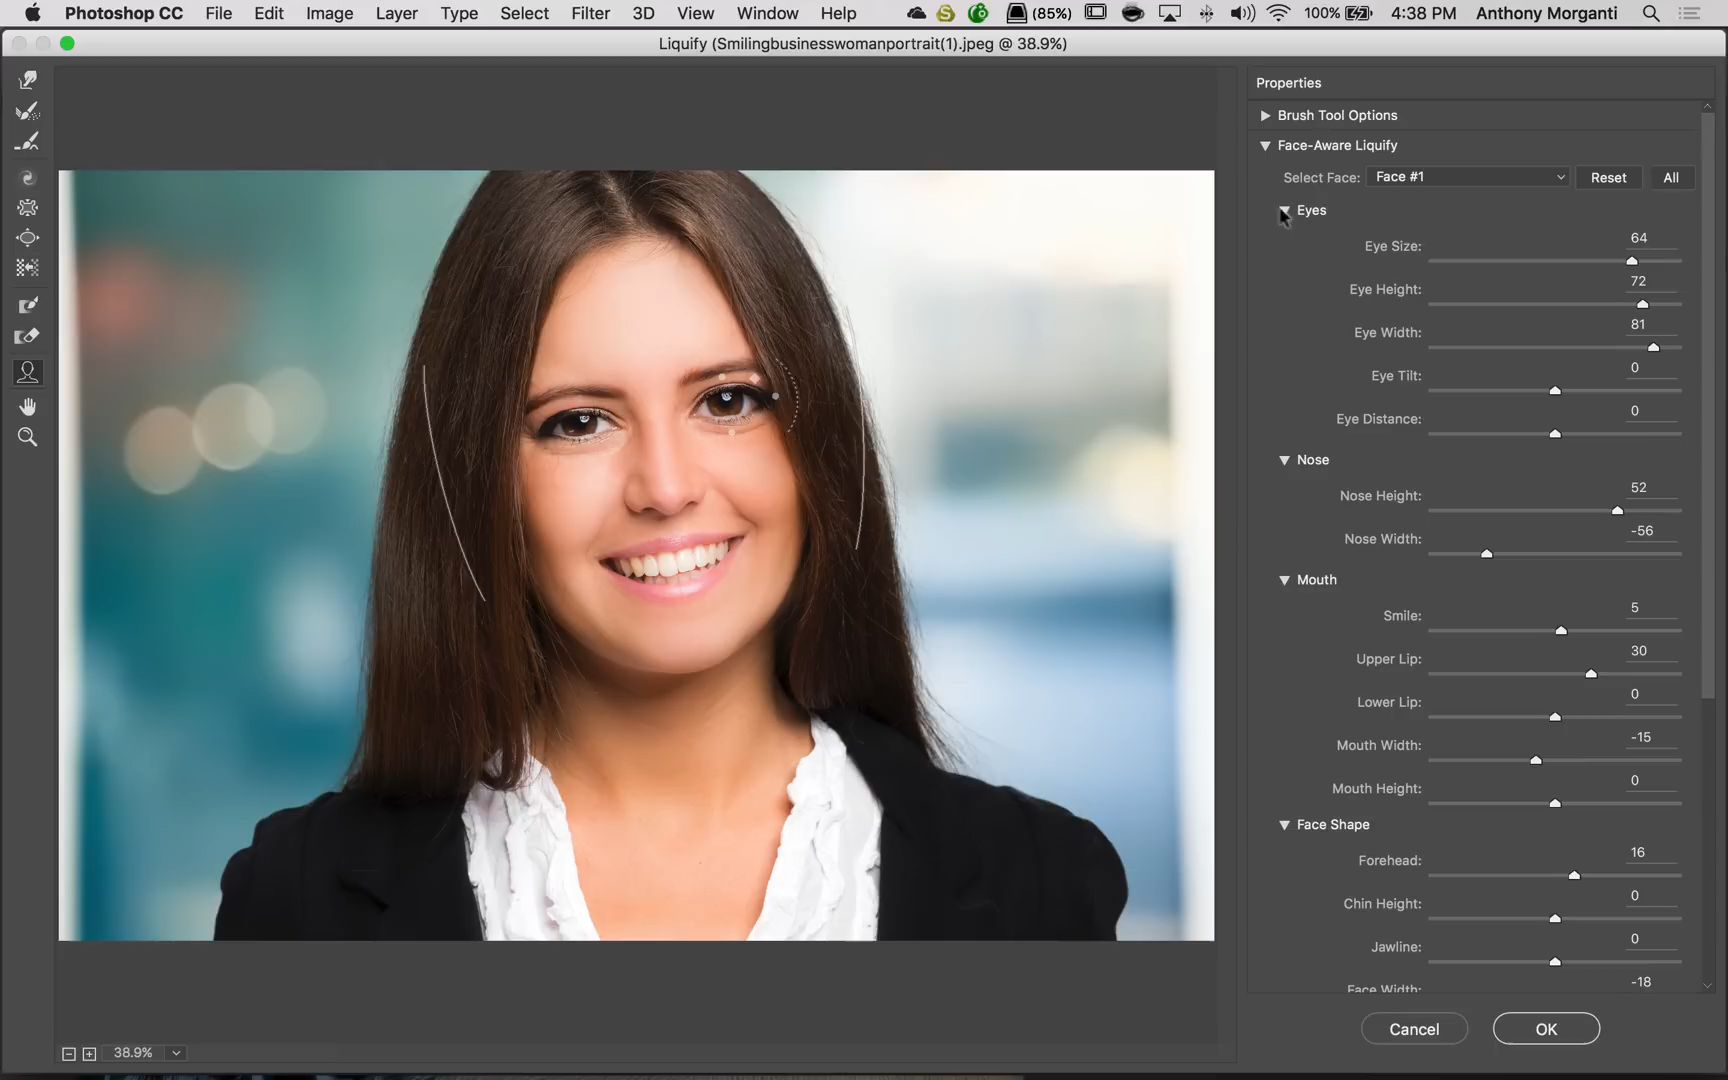 Photoshop CC File Edit Image Layer Type Select Filter 3D View Window Help (85%) 100% 4:38 PM Anthony Morganti
Liquify (Smilingbusinesswomanportrait(1).jpeg @ 38.9%)
Properties
Brush Tool Options
Face-Aware Liquify
Select Face: Face #1 Reset All
Eyes
Eye Size: 64
Eye Height: 72
Eye Width: 81
Eye Tilt: 0
Eye Distance: 0
Nose
Nose Height: 52
Nose Width: -56
Mouth
Smile: 5
Upper Lip: 30
Lower Lip: 0
Mouth Width: -15
Mouth Height: 0
Face Shape
Forehead: 16
Chin Height: 0
Jawline: 0
Face Width: -18
Cancel OK
38.9%